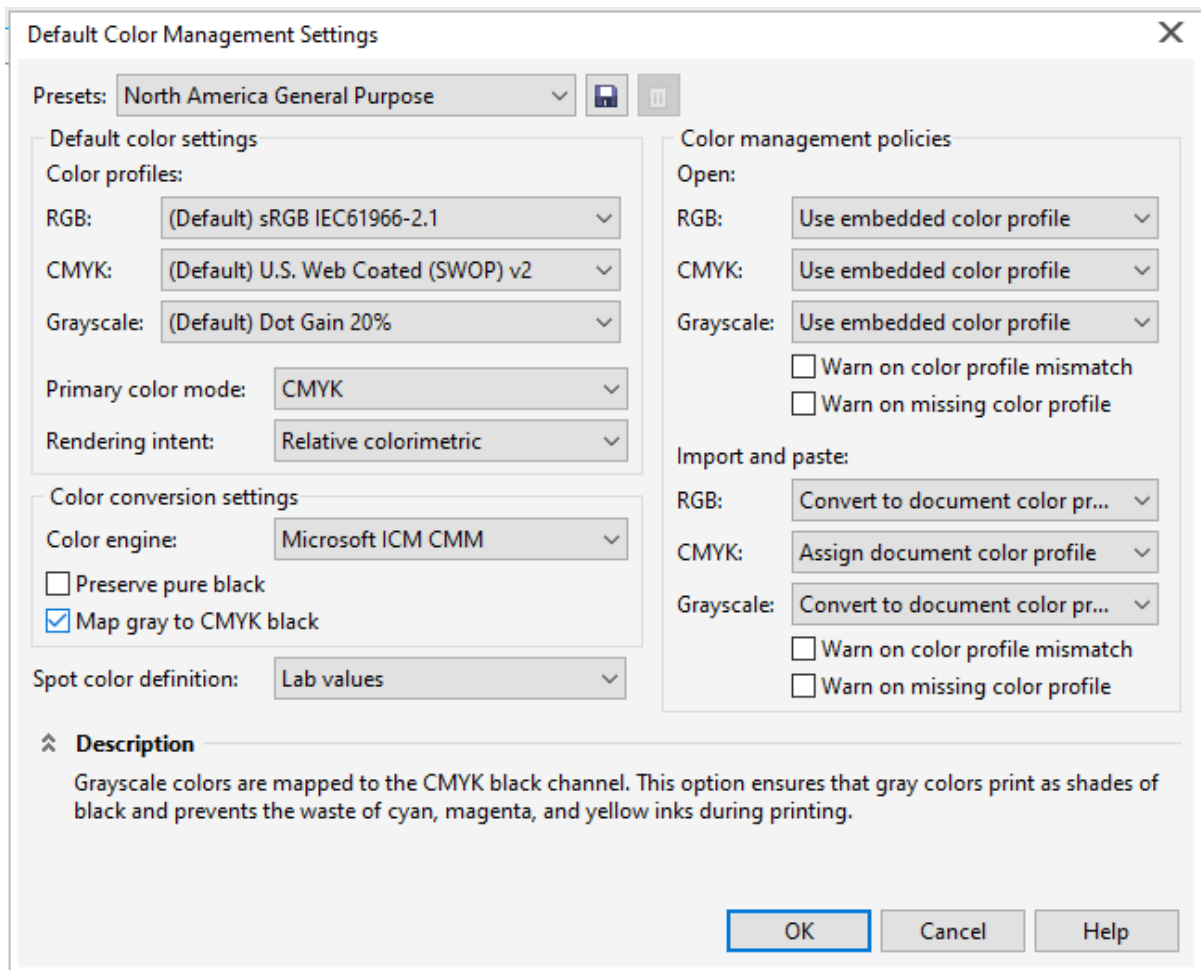 Default Color Management Settings
Presets: North America General Purpose
Default color settings
Color profiles:
RGB: (Default) sRGB IEC61966-2.1
CMYK: (Default) U.S. Web Coated (SWOP) v2
Grayscale: (Default) Dot Gain 20%
Primary color mode: CMYK
Rendering intent: Relative colorimetric
Color conversion settings
Color engine: Microsoft ICM CMM
Preserve pure black
Map gray to CMYK black
Spot color definition: Lab values
Color management policies
Open:
RGB: Use embedded color profile
CMYK: Use embedded color profile
Grayscale: Use embedded color profile
Warn on color profile mismatch
Warn on missing color profile
Import and paste:
RGB: Convert to document color pr...
CMYK: Assign document color profile
Grayscale: Convert to document color pr...
Warn on color profile mismatch
Warn on missing color profile
Description
Grayscale colors are mapped to the CMYK black channel. This option ensures that gray colors print as shades of
black and prevents the waste of cyan, magenta, and yellow inks during printing.
OK Cancel Help